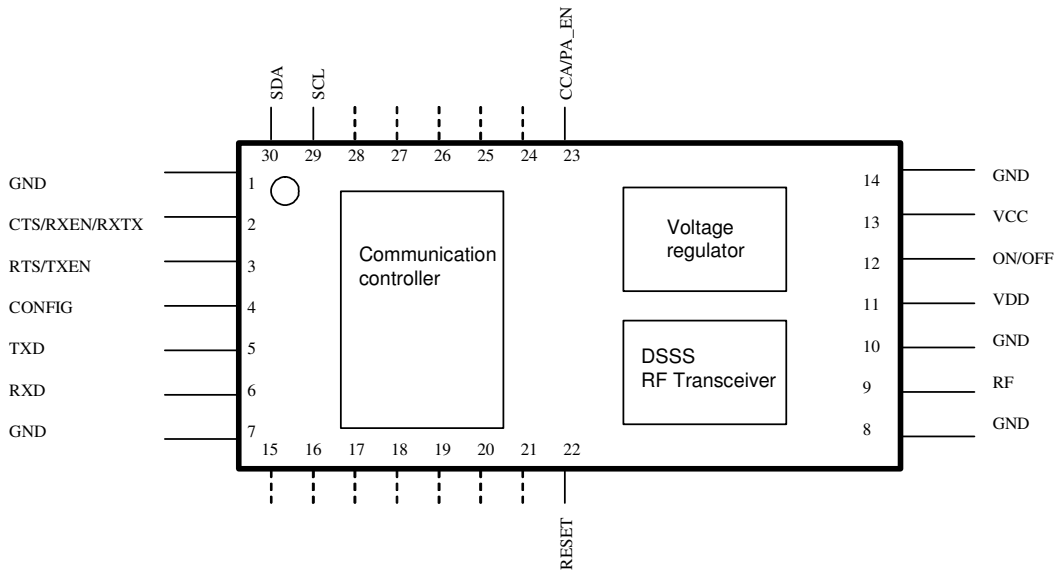 SDA
SCL
CCA/PA_EN
30 29 28 27 26 25 24 23
GND 1
CTS/RXEN/RXTX 2
RTS/TXEN 3
CONFIG 4
TXD 5
RXD 6
GND 7
Communication
controller
Voltage
regulator
DSSS
RF Transceiver
14 GND
13 VCC
12 ON/OFF
11 VDD
10 GND
9 RF
8 GND
15 16 17 18 19 20 21 22
RESET